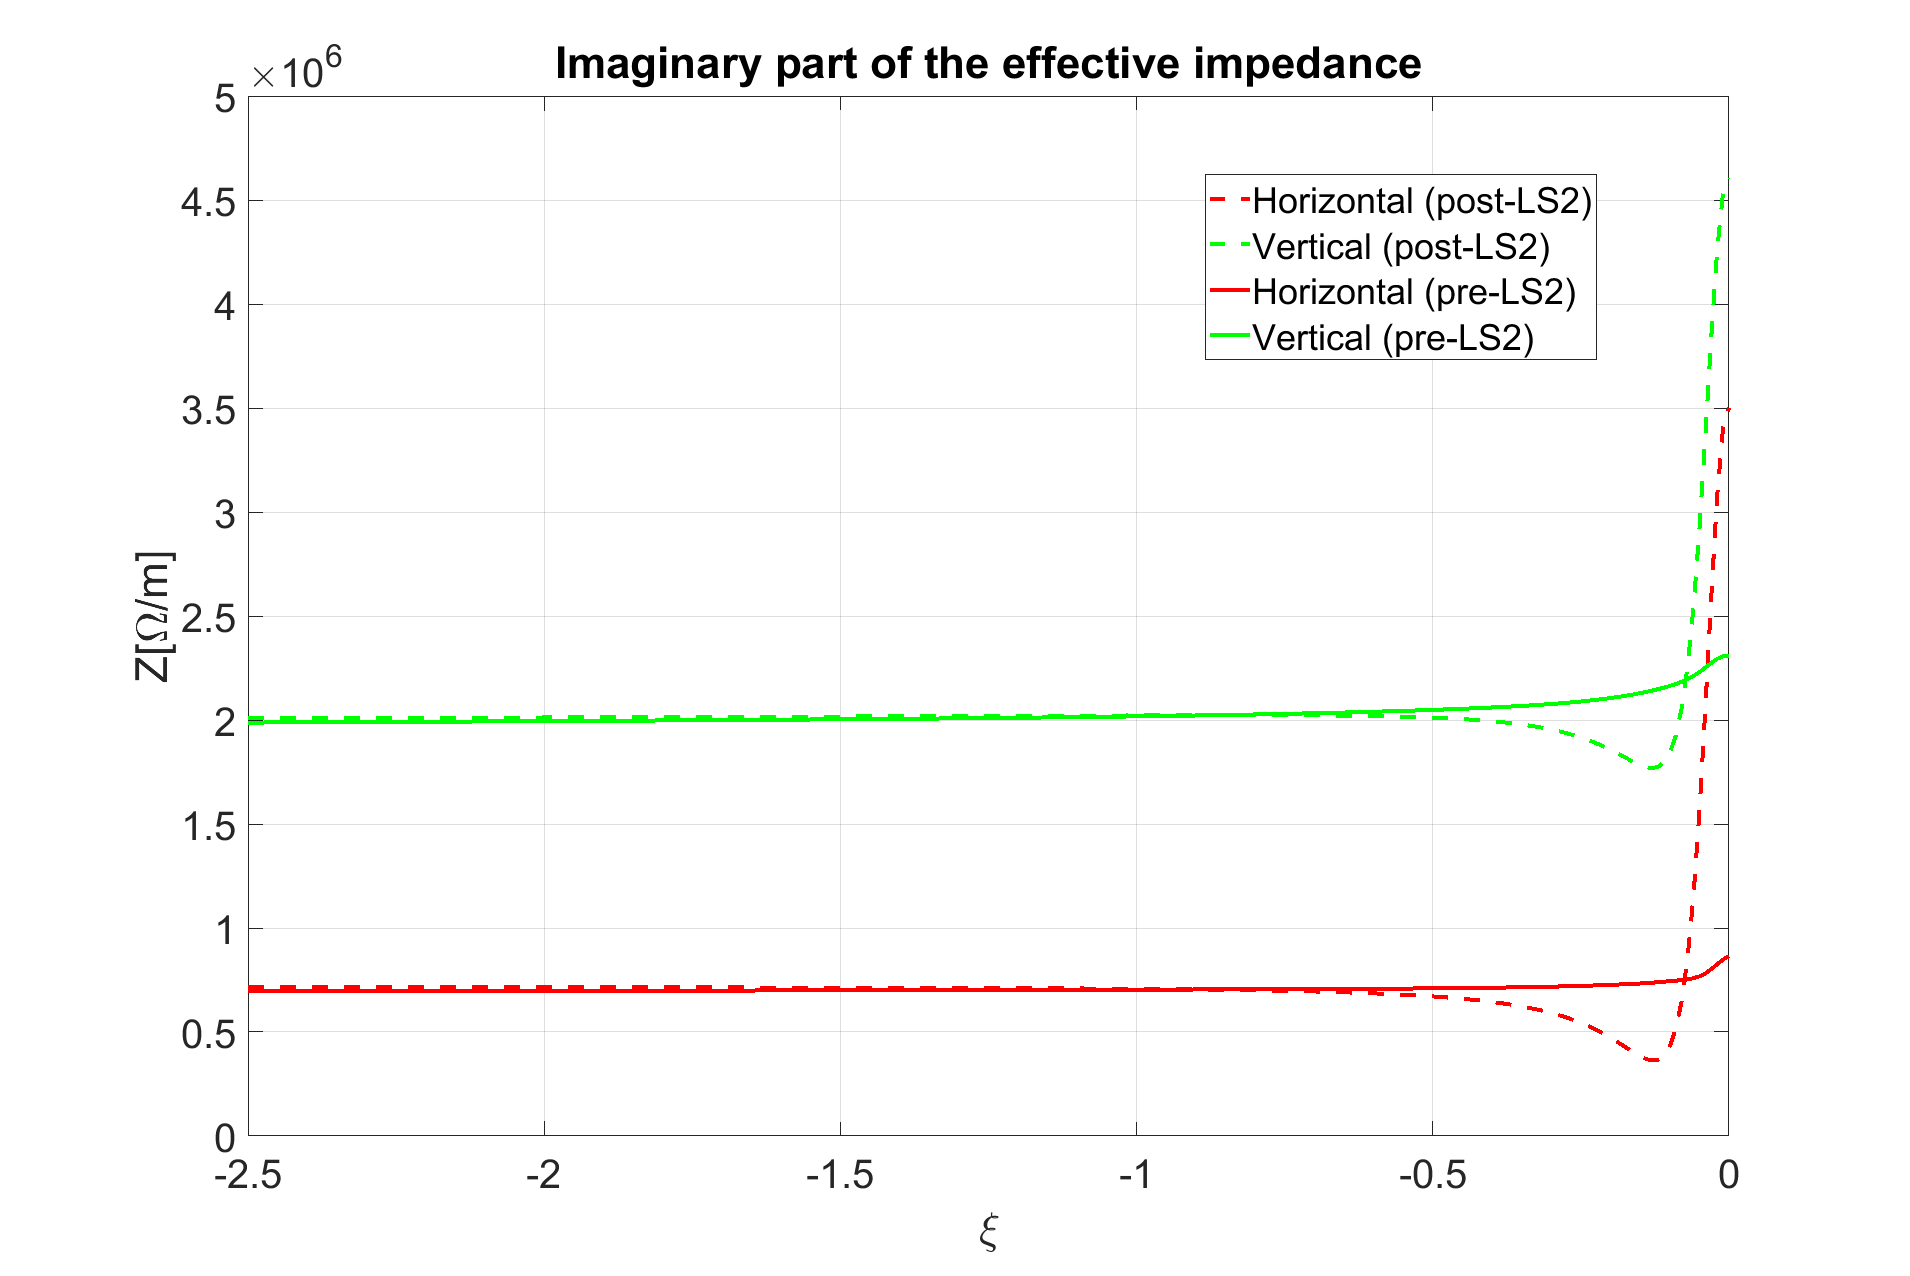 Imaginary part of the effective impedance
×10^6
5
4.5
4
3.5
3
2.5
2
1.5
1
0.5
0
Z[Ω/m]
Horizontal (post-LS2)
Vertical (post-LS2)
Horizontal (pre-LS2)
Vertical (pre-LS2)
-2.5 -2 -1.5 -1 -0.5 0
ξ